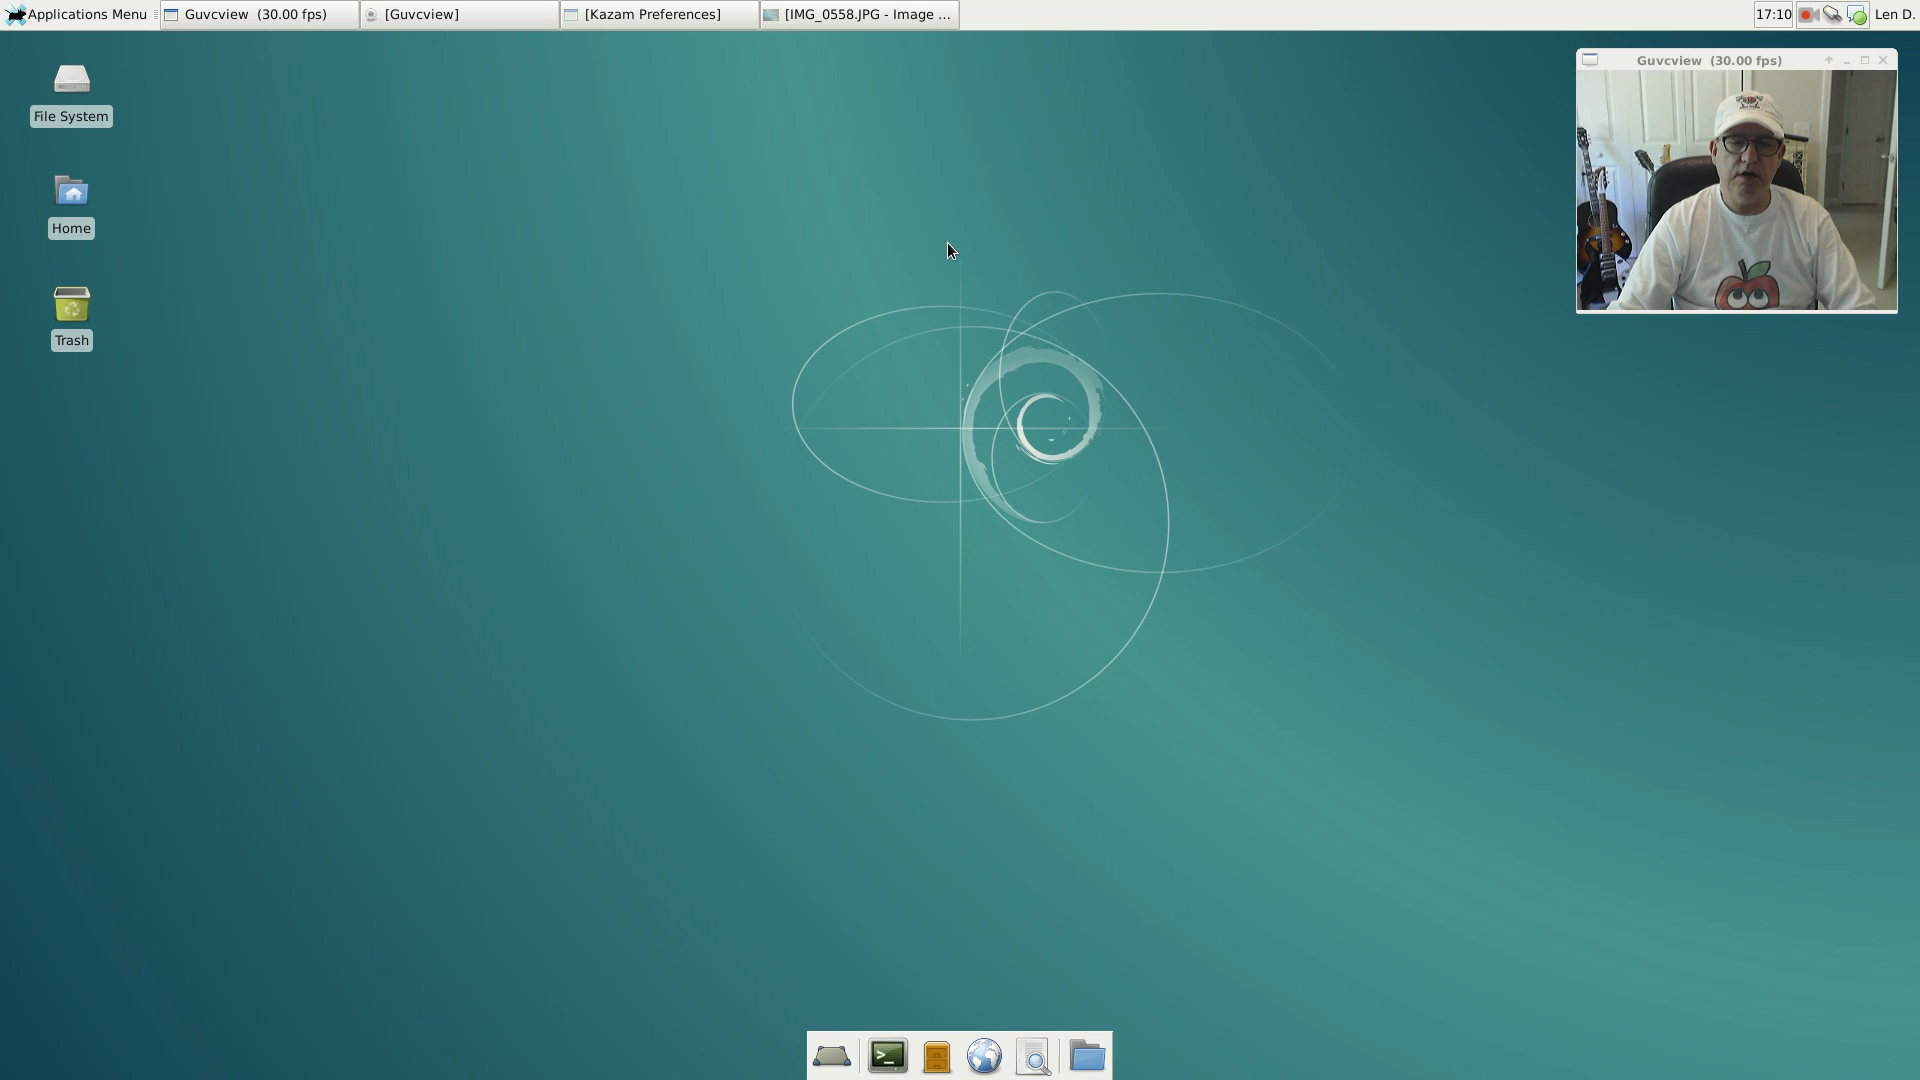 Applications Menu
Guvcview (30.00 fps)
[Guvcview]
[Kazam Preferences]
[IMG_0558.JPG - Image ...
17:10
Len D.
File System
Home
Trash
Guvcview (30.00 fps)